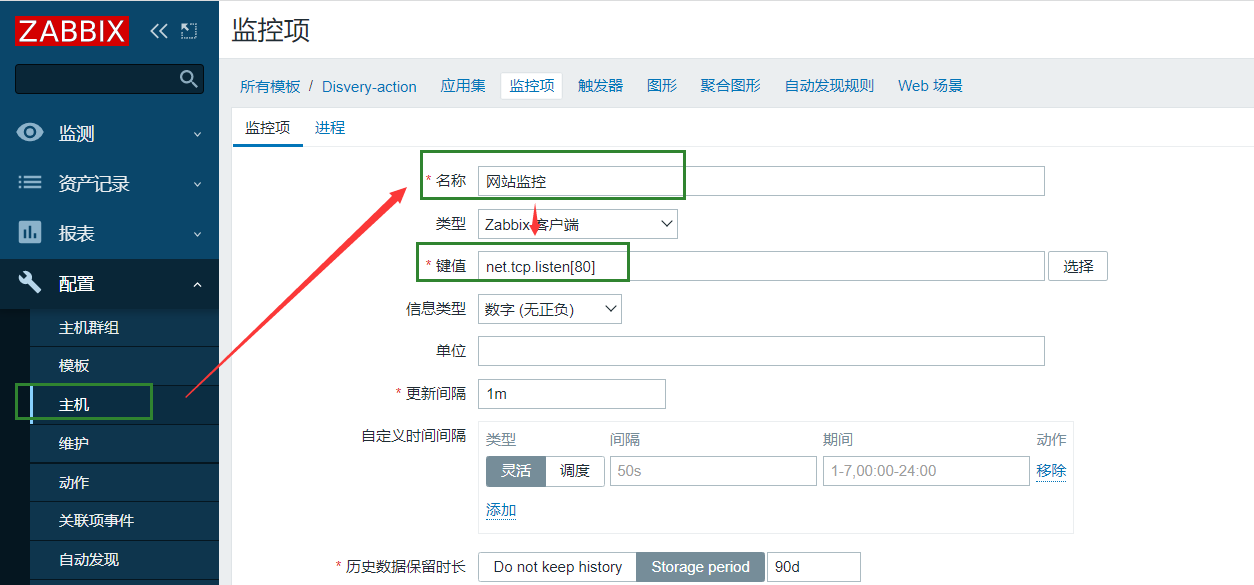 ZABBIX
监控项
所有模板 / Disvery-action 应用集 监控项 触发器 图形 聚合图形 自动发现规则 Web 场景
监控项 进程
监测
资产记录
报表
配置
主机群组
模板
主机
维护
动作
关联项事件
自动发现
* 名称 网站监控
类型 Zabbix 客户端
* 键值 net.tcp.listen[80] 选择
信息类型 数字 (无正负)
单位
* 更新间隔 1m
自定义时间间隔 类型 间隔 期间 动作
灵活 调度 50s 1-7,00:00-24:00 移除
添加
* 历史数据保留时长 Do not keep history Storage period 90d